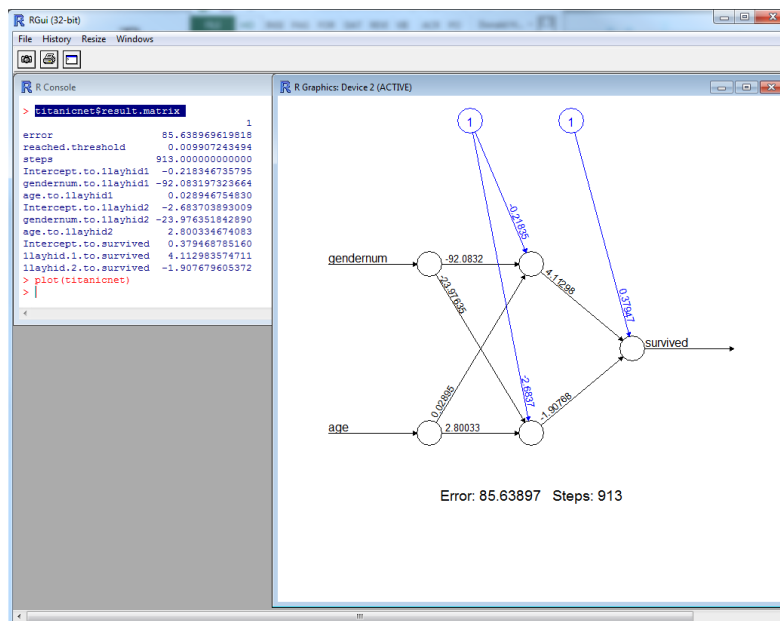 RGui (32-bit)
File History Resize Windows
R Console
> titanicnet$result.matrix
1
error 85.638969619818
reached.threshold 0.009907243494
steps 913.000000000000
Intercept.to.1layhid1 -0.218346735795
gendernum.to.1layhid1 -92.083197323664
age.to.1layhid1 0.028946754830
Intercept.to.1layhid2 -2.683703893009
gendernum.to.1layhid2 -23.976351842890
age.to.1layhid2 2.800334674083
Intercept.to.survived 0.379468785160
1layhid.1.to.survived 4.112983574711
1layhid.2.to.survived -1.907679605372
> plot(titanicnet)
>
R Graphics: Device 2 (ACTIVE)
1
1
-0.21835
0.37947
gendernum
-92.0832
-23.97635
4.11298
survived
-2.6837
0.02895
-1.90768
age
2.80033
Error: 85.63897 Steps: 913